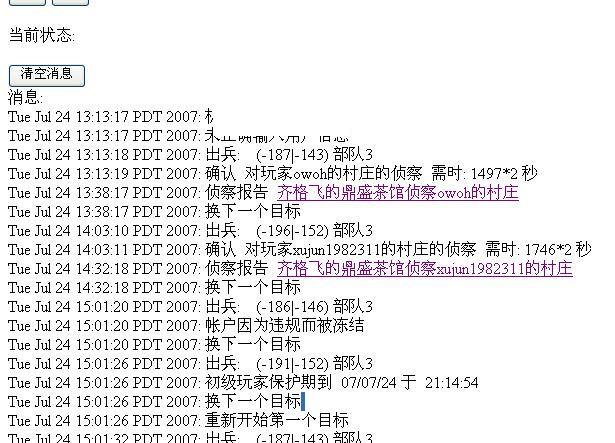 当前状态:
清空消息
消息:
Tue Jul 24 13:13:17 PDT 2007:
Tue Jul 24 13:13:17 PDT 2007: 未正确输入用户信息
Tue Jul 24 13:13:18 PDT 2007: 出兵: (-187|-143) 部队3
Tue Jul 24 13:13:19 PDT 2007: 确认 对玩家owoh的村庄的侦察 需时: 1497*2 秒
Tue Jul 24 13:38:17 PDT 2007: 侦察报告 齐格飞的鼎盛茶馆侦察owoh的村庄
Tue Jul 24 13:38:17 PDT 2007: 换下一个目标
Tue Jul 24 14:03:10 PDT 2007: 出兵: (-196|-152) 部队3
Tue Jul 24 14:03:11 PDT 2007: 确认 对玩家xujun1982311的村庄的侦察 需时: 1746*2 秒
Tue Jul 24 14:32:18 PDT 2007: 侦察报告 齐格飞的鼎盛茶馆侦察xujun1982311的村庄
Tue Jul 24 14:32:18 PDT 2007: 换下一个目标
Tue Jul 24 15:01:20 PDT 2007: 出兵: (-186|-146) 部队3
Tue Jul 24 15:01:20 PDT 2007: 帐户因为违规而被冻结
Tue Jul 24 15:01:20 PDT 2007: 换下一个目标
Tue Jul 24 15:01:26 PDT 2007: 出兵: (-191|-152) 部队3
Tue Jul 24 15:01:26 PDT 2007: 初级玩家保护期到 07/07/24 于 21:14:54
Tue Jul 24 15:01:26 PDT 2007: 换下一个目标
Tue Jul 24 15:01:26 PDT 2007: 重新开始第一个目标
Tue Jul 24 15:01:32 PDT 2007: 出兵: (-187|-143) 部队3